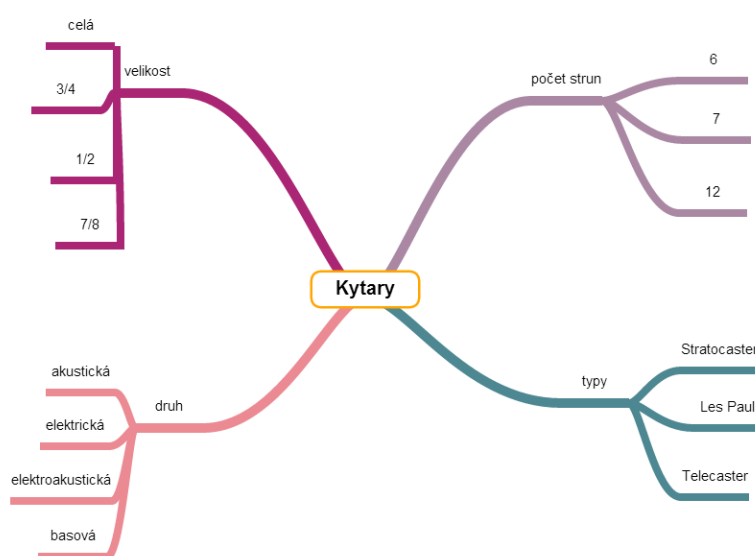 celá
velikost
3/4
1/2
7/8
počet strun
6
7
12
Kytary
akustická
druh
elektrická
elektroakustická
basová
typy
Stratocaster
Les Paul
Telecaster